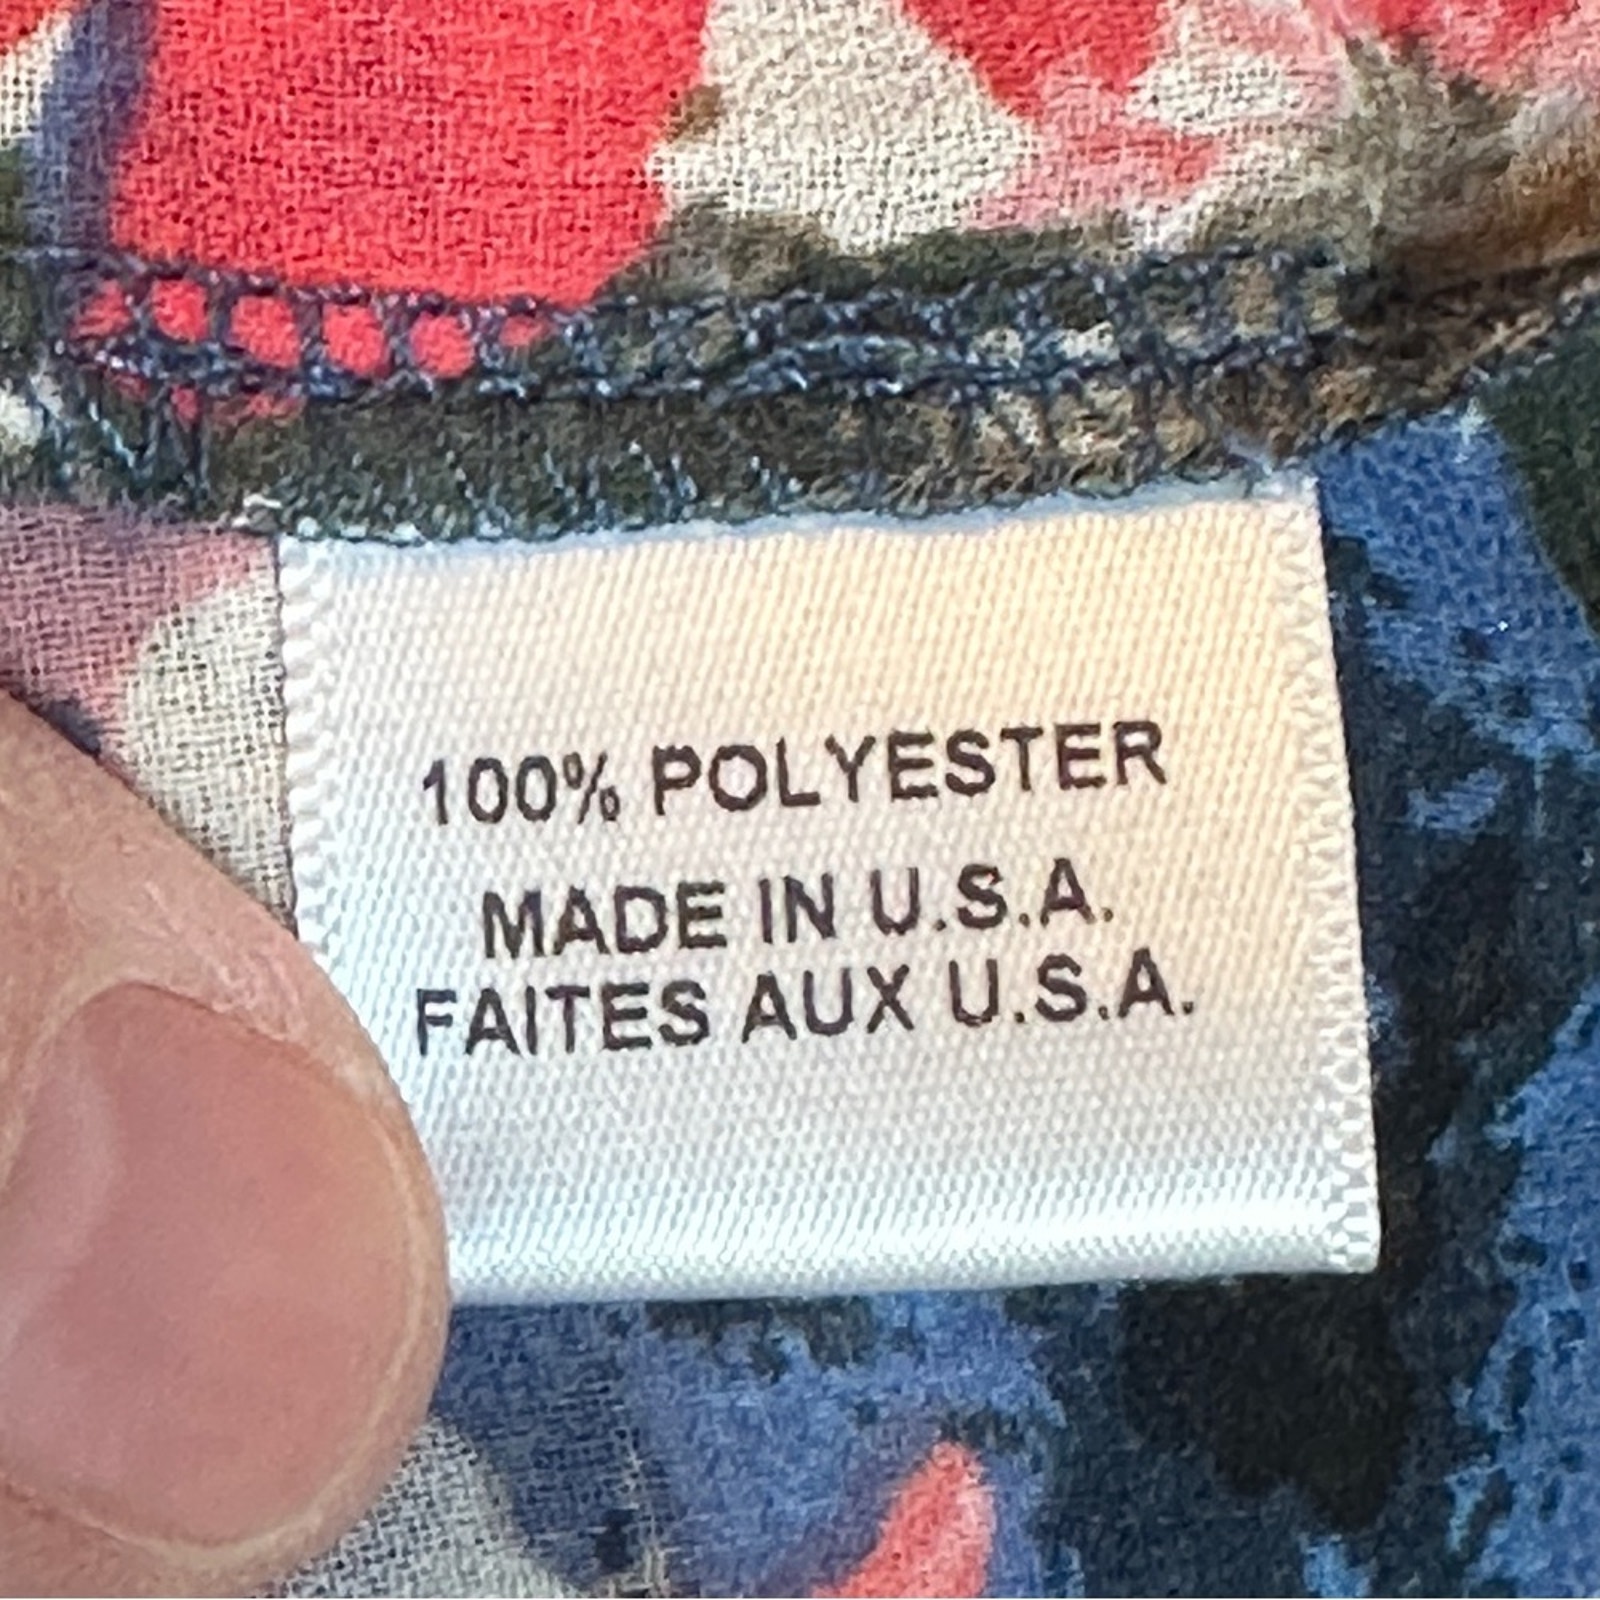 100% POLYESTER
MADE IN U.S.A.
FAITES AUX U.S.A.